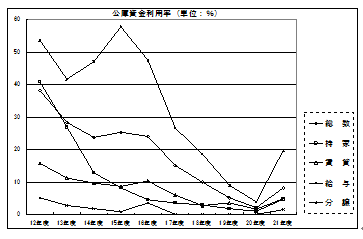 公庫資金利用率（単位：％）
60
50
40
30
20
10
0
12年度 13年度 14年度 15年度 16年度 17年度 18年度 19年度 20年度 21年度
総　数
持　家
賃　貸
給　与
分　譲